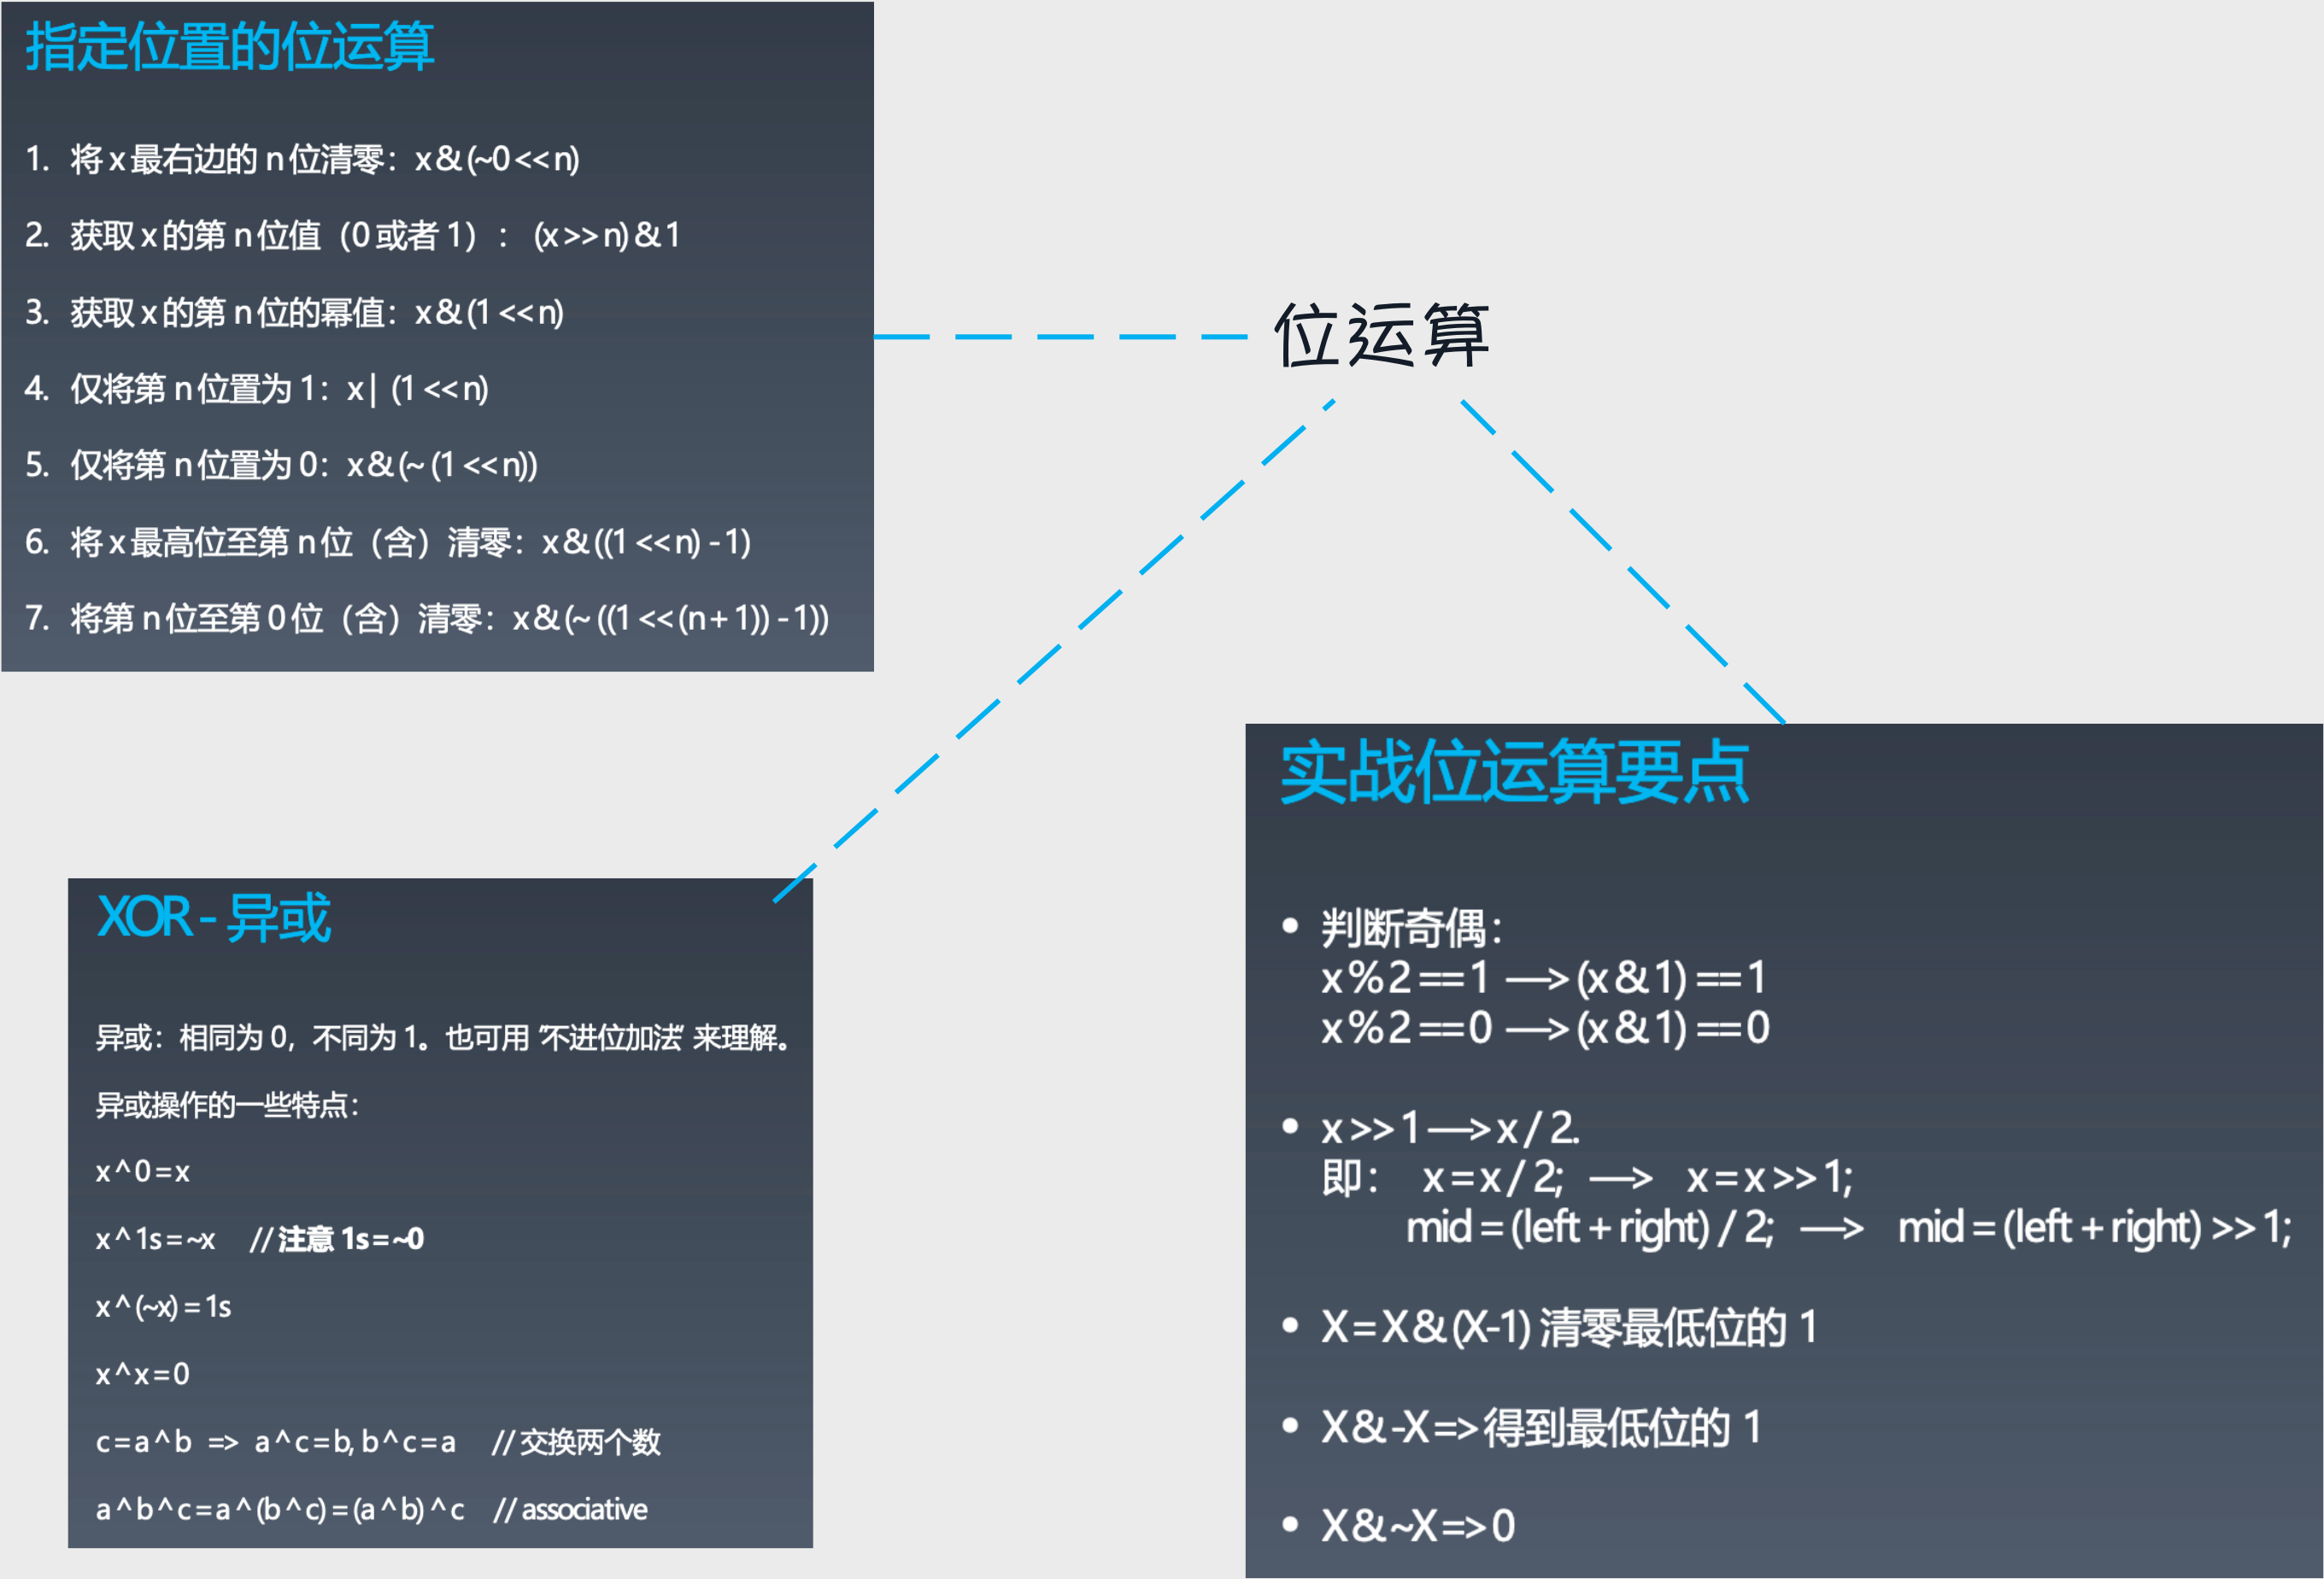 指定位置的位运算
1. 将 x 最右边的 n 位清零：x & (~0 << n)
2. 获取 x 的第 n 位值（0 或者 1）： (x >> n) & 1
3. 获取 x 的第 n 位的幂值：x & (1 << n)
4. 仅将第 n 位置为 1：x | (1 << n)
5. 仅将第 n 位置为 0：x & (~ (1 << n))
6. 将 x 最高位至第 n 位（含）清零：x & ((1 << n) - 1)
7. 将第 n 位至第 0 位（含）清零：x & (~ ((1 << (n + 1)) - 1))
位运算
XOR - 异或
异或：相同为 0，不同为 1。也可用“不进位加法”来理解。
异或操作的一些特点：
x ^ 0 = x
x ^ 1s = ~x // 注意 1s = ~0
x ^ (~x) = 1s
x ^ x = 0
c = a ^ b => a ^ c = b, b ^ c = a // 交换两个数
a ^ b ^ c = a ^ (b ^ c) = (a ^ b) ^ c // associative
实战位运算要点
• 判断奇偶：
x % 2 == 1 —> (x & 1) == 1
x % 2 == 0 —> (x & 1) == 0
• x >> 1 —> x / 2.
即： x = x / 2; —> x = x >> 1;
mid = (left + right) / 2; —> mid = (left + right) >> 1;
• X = X & (X-1) 清零最低位的 1
• X & -X => 得到最低位的 1
• X & ~X => 0